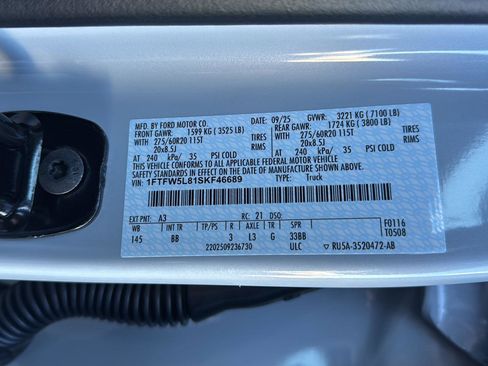 MFD. BY FORD MOTOR CO. 09/25 GVWR: 3221 KG ( 7100 LB)
FRONT GAWR: 1599 KG ( 3525 LB) REAR GAWR: 1724 KG ( 3800 LB)
WITH 275/60R20 115T TIRES WITH 275/60R20 115T TIRES
20x8.5J RIMS 20x8.5J RIMS
AT 240 kPa/ 35 PSI COLD AT 240 kPa/ 35 PSI COLD
THIS VEHICLE CONFORMS TO ALL APPLICABLE FEDERAL MOTOR VEHICLE
SAFETY STANDARDS IN EFFECT ON THE DATE OF MANUFACTURE SHOWN ABOVE.
VIN: 1FTFW5L81SKF46689
TYPE: Truck
EXT PNT: A3 RC: 21 DSO: F0116
WB INT TR TP/PS R AXLE TR SPR T0508
145 BB 3 L3 G 33BB
2202509236730 ULC ▽ RU5A-3520472-AB